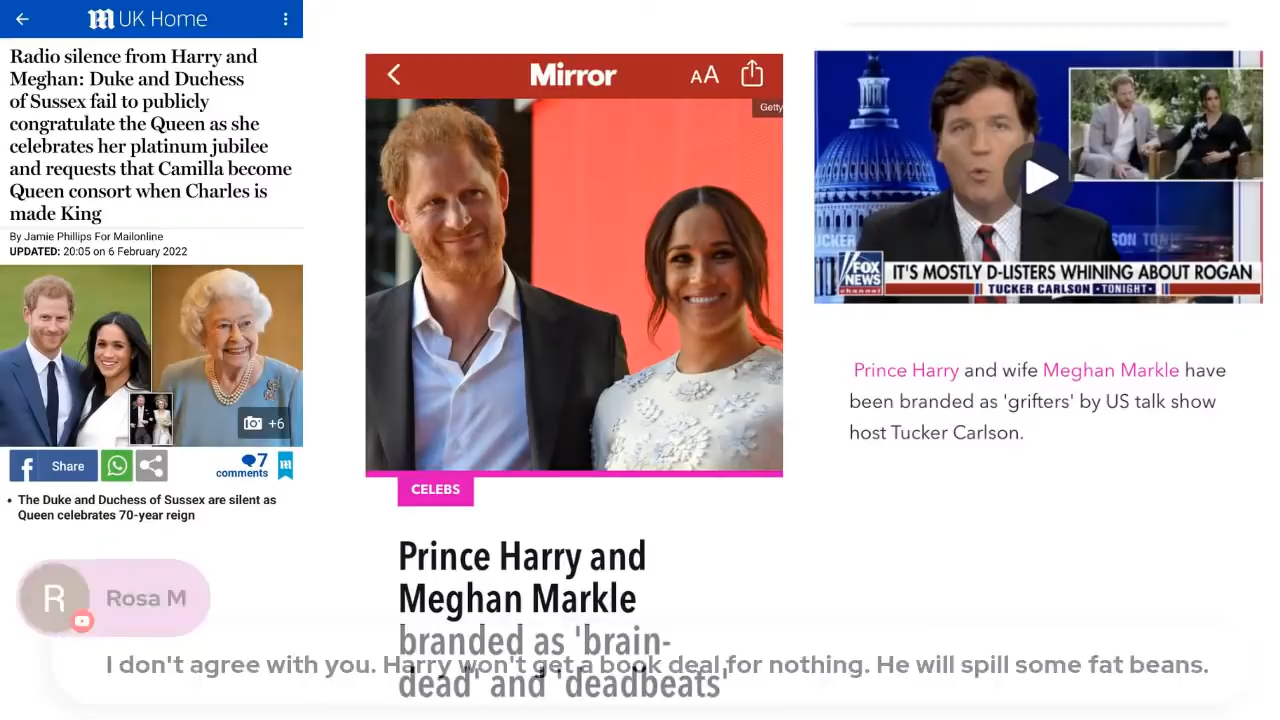 UK Home
Radio silence from Harry and
Meghan: Duke and Duchess
of Sussex fail to publicly
congratulate the Queen as she
celebrates her platinum jubilee
and requests that Camilla become
Queen consort when Charles is
made King
By Jamie Phillips For Mailonline
UPDATED: 20:05 on 6 February 2022
+6
f Share
7
comments
• The Duke and Duchess of Sussex are silent as
Queen celebrates 70-year reign
Mirror
AA
Getty
CELEBS
Prince Harry and
Meghan Markle
branded as 'brain-
dead' and 'deadbeats'
UCKER
SON TON
FOX
NEWS
channel
IT'S MOSTLY D-LISTERS WHINING ABOUT ROGAN
TUCKER CARLSON • TONIGHT •
Prince Harry and wife Meghan Markle have
been branded as 'grifters' by US talk show
host Tucker Carlson.
R
Rosa M
I don't agree with you. Harry won't get a book deal for nothing. He will spill some fat beans.